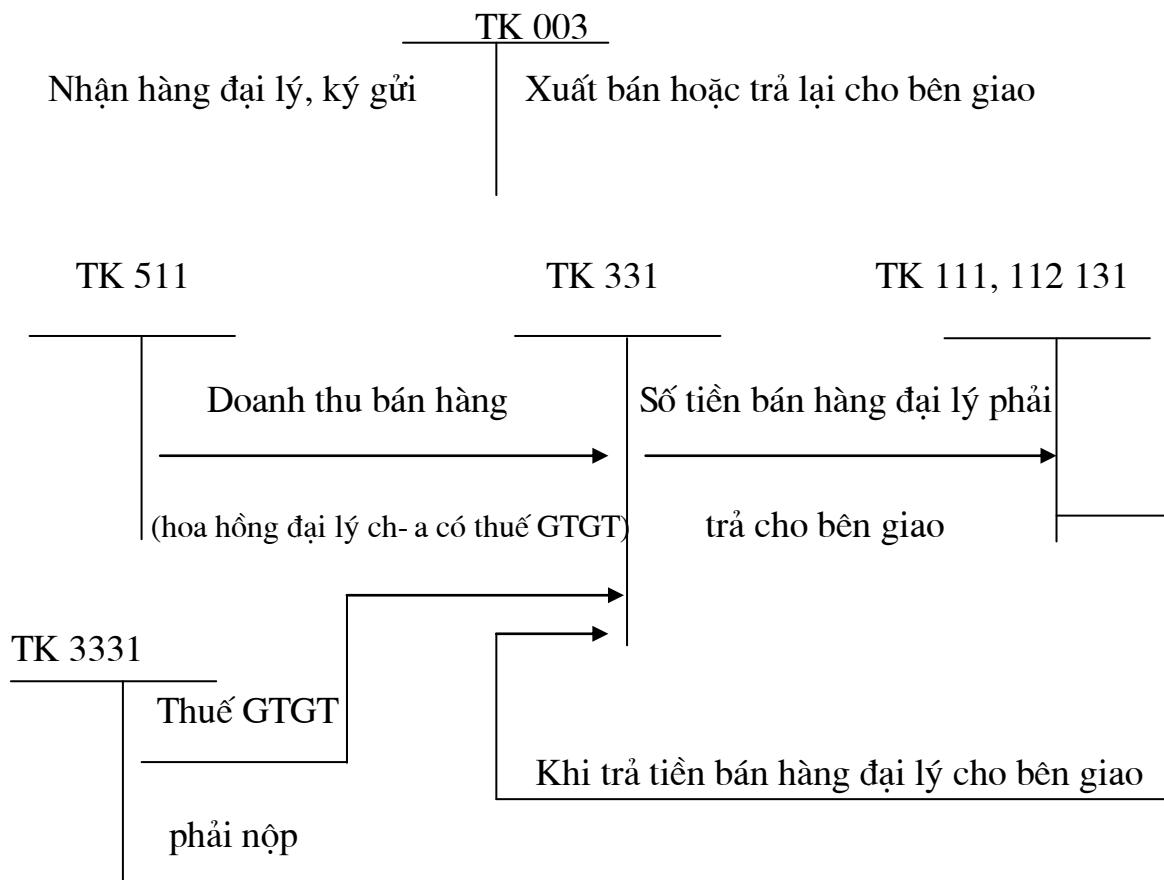 TK 003
Nhận hàng đại lý, ký gửi
Xuất bán hoặc trả lại cho bên giao
TK 511
TK 331
TK 111, 112 131
Doanh thu bán hàng
Số tiền bán hàng đại lý phải
(hoa hồng đại lý ch- a có thuế GTGT)
trả cho bên giao
TK 3331
Thuế GTGT
Khi trả tiền bán hàng đại lý cho bên giao
phải nộp